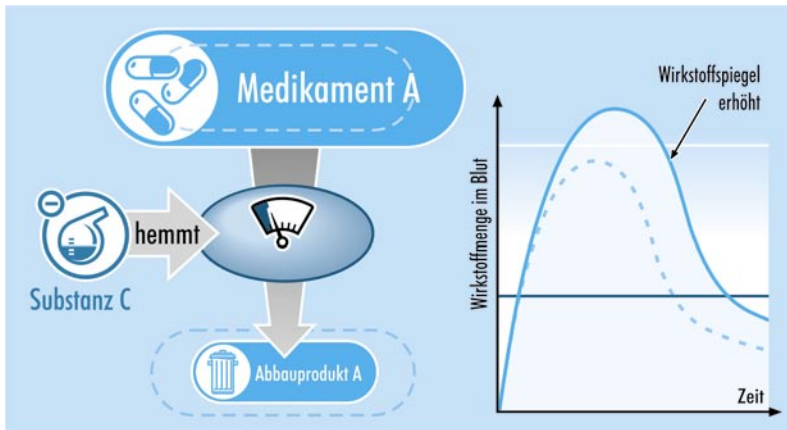 Medikament A
hemmt
Substanz C
Abbauprodukt A
Wirkstoffspiegel
erhöht
Wirkstoffmenge im Blut
Zeit